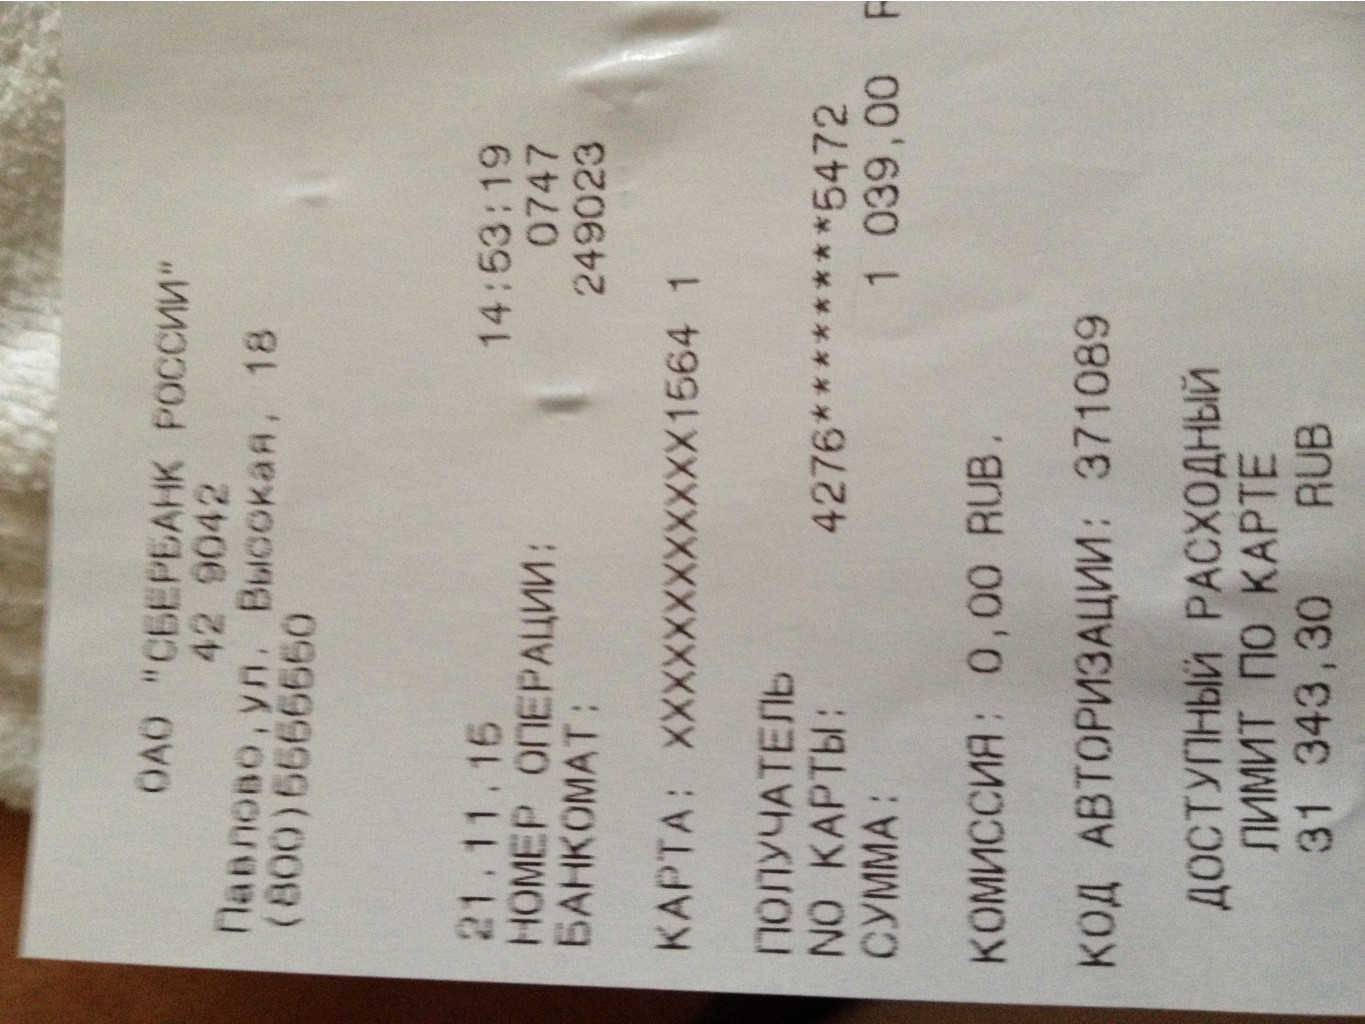 ОАО "СБЕРБАНК РОССИИ"
42 9042
Павлово,ул. Высокая, 18
(800)5555550
21.11.15 14:53:19
НОМЕР ОПЕРАЦИИ: 0747
БАНКОМАТ: 249023
КАРТА: XXXXXXXXXXXXXX1564 1
ПОЛУЧАТЕЛЬ
NO КАРТЫ: 4276**********5472
СУММА: 1 039,00 R
КОМИССИЯ: 0,00 RUB.
КОД АВТОРИЗАЦИИ: 371089
ДОСТУПНЫЙ РАСХОДНЫЙ
ЛИМИТ ПО КАРТЕ
31 343,30 RUB